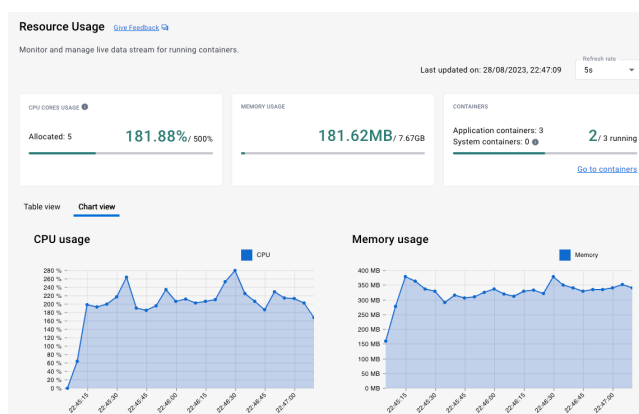 Resource Usage Give Feedback
Monitor and manage live data stream for running containers.
Last updated on: 28/08/2023, 22:47:09
Refresh rate
5s
CPU CORES USAGE
Allocated: 5
181.88% / 500%
MEMORY USAGE
181.62MB / 7.67GB
CONTAINERS
Application containers: 3
System containers: 0
2 / 3 running
Go to containers
Table view Chart view
CPU usage
CPU
280 %
260 %
240 %
220 %
200 %
180 %
160 %
140 %
120 %
100 %
80 %
60 %
40 %
20 %
0 %
22:45:15 22:45:30 22:45:45 22:46:00 22:46:15 22:46:30 22:46:45 22:47:00
Memory usage
Memory
400 MB
350 MB
300 MB
250 MB
200 MB
150 MB
100 MB
50 MB
0 MB
22:45:15 22:45:30 22:45:45 22:46:00 22:46:15 22:46:30 22:46:45 22:47:00